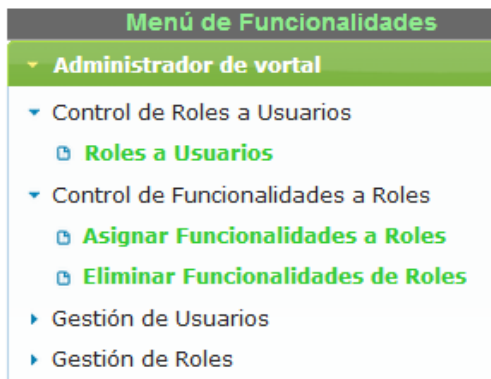 Menú de Funcionalidades
Administrador de vortal
Control de Roles a Usuarios
Roles a Usuarios
Control de Funcionalidades a Roles
Asignar Funcionalidades a Roles
Eliminar Funcionalidades de Roles
Gestión de Usuarios
Gestión de Roles